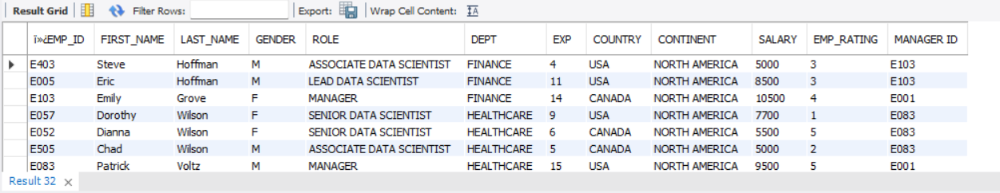 Result Grid Filter Rows: Export: Wrap Cell Content: IA
ï»¿EMP_ID FIRST_NAME LAST_NAME GENDER ROLE DEPT EXP COUNTRY CONTINENT SALARY EMP_RATING MANAGER ID
E403 Steve Hoffman M ASSOCIATE DATA SCIENTIST FINANCE 4 USA NORTH AMERICA 5000 3 E103
E005 Eric Hoffman M LEAD DATA SCIENTIST FINANCE 11 USA NORTH AMERICA 8500 3 E103
E103 Emily Grove F MANAGER FINANCE 14 CANADA NORTH AMERICA 10500 4 E001
E057 Dorothy Wilson F SENIOR DATA SCIENTIST HEALTHCARE 9 USA NORTH AMERICA 7700 1 E083
E052 Dianna Wilson F SENIOR DATA SCIENTIST HEALTHCARE 6 CANADA NORTH AMERICA 5500 5 E083
E505 Chad Wilson M ASSOCIATE DATA SCIENTIST HEALTHCARE 5 CANADA NORTH AMERICA 5000 2 E083
E083 Patrick Voltz M MANAGER HEALTHCARE 15 USA NORTH AMERICA 9500 5 E001
Result 32 ×